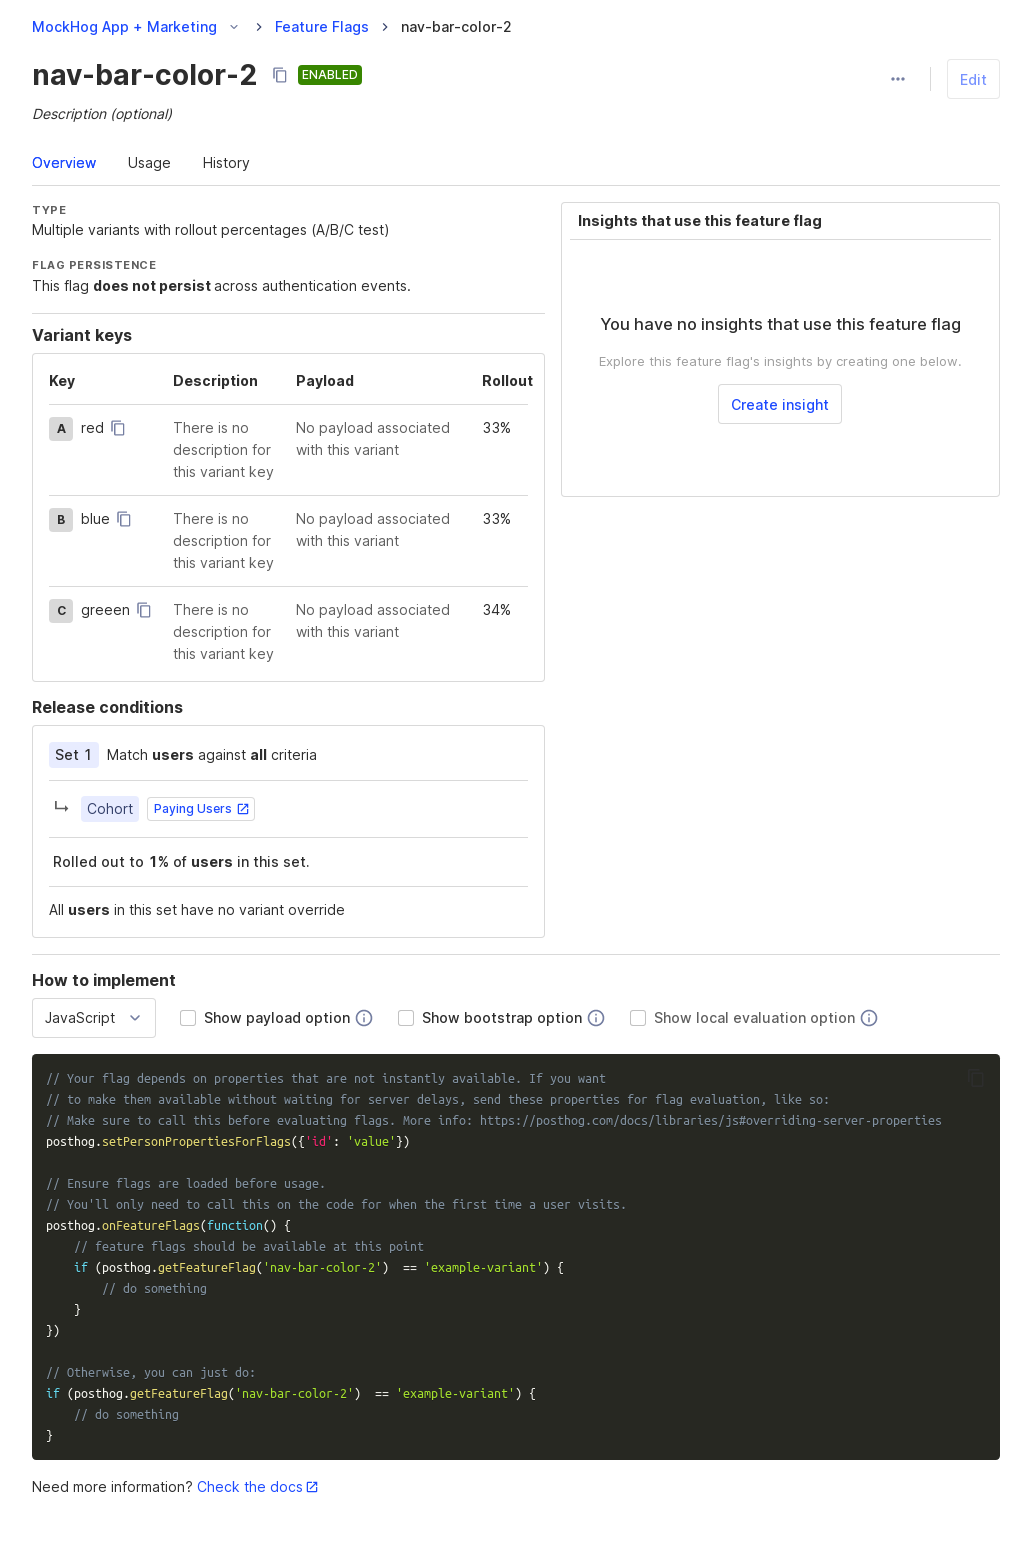 MockHog App + Marketing > Feature Flags > nav-bar-color-2
nav-bar-color-2 ENABLED
Edit
Description (optional)
Overview Usage History
TYPE
Multiple variants with rollout percentages (A/B/C test)
FLAG PERSISTENCE
This flag does not persist across authentication events.
Insights that use this feature flag
You have no insights that use this feature flag
Explore this feature flag's insights by creating one below.
Create insight
Variant keys
Key Description Payload Rollout
A red There is no No payload associated 33%
description for with this variant
this variant key
B blue There is no No payload associated 33%
description for with this variant
this variant key
C greeen There is no No payload associated 34%
description for with this variant
this variant key
Release conditions
Set 1 Match users against all criteria
Cohort Paying Users
Rolled out to 1% of users in this set.
All users in this set have no variant override
How to implement
JavaScript Show payload option Show bootstrap option Show local evaluation option
// Your flag depends on properties that are not instantly available. If you want
// to make them available without waiting for server delays, send these properties for flag evaluation, like so:
// Make sure to call this before evaluating flags. More info: https://posthog.com/docs/libraries/js#overriding-server-properties
posthog.setPersonPropertiesForFlags({'id': 'value'})
// Ensure flags are loaded before usage.
// You'll only need to call this on the code for when the first time a user visits.
posthog.onFeatureFlags(function() {
    // feature flags should be available at this point
    if (posthog.getFeatureFlag('nav-bar-color-2')  == 'example-variant') {
        // do something
    }
})
// Otherwise, you can just do:
if (posthog.getFeatureFlag('nav-bar-color-2')  == 'example-variant') {
    // do something
}
Need more information? Check the docs